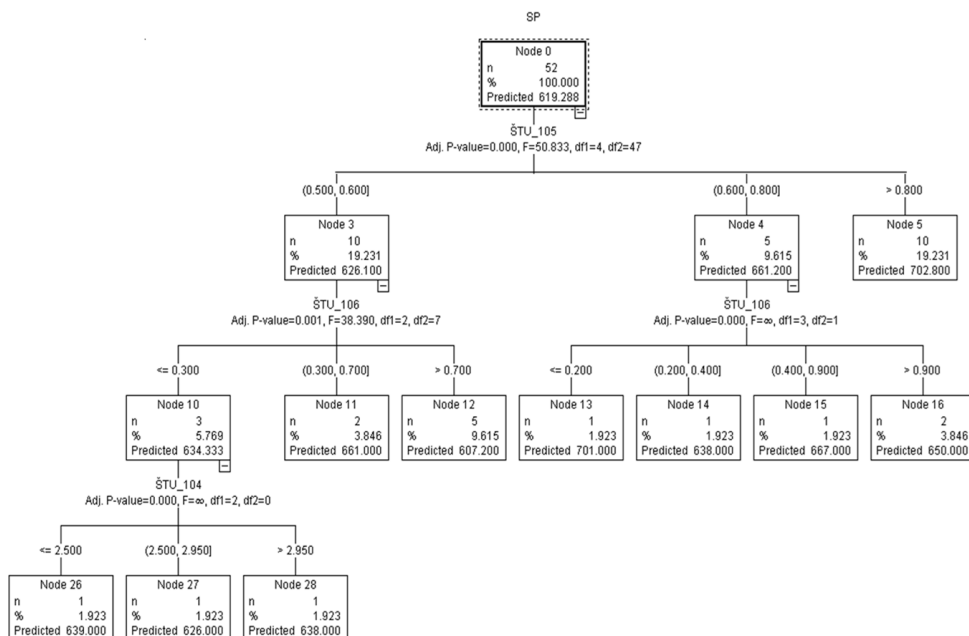 SP
Node 0
n 52
% 100.000
Predicted 619.288
ŠTU_105
Adj. P-value=0.000, F=50.833, df1=4, df2=47
(0.500, 0.600]
(0.600, 0.800]
> 0.800
Node 3
n 10
% 19.231
Predicted 626.100
Node 4
n 5
% 9.615
Predicted 661.200
Node 5
n 10
% 19.231
Predicted 702.800
ŠTU_106
Adj. P-value=0.001, F=38.390, df1=2, df2=7
ŠTU_106
Adj. P-value=0.000, F=∞, df1=3, df2=1
<= 0.300
(0.300, 0.700]
> 0.700
<= 0.200
(0.200, 0.400]
(0.400, 0.900]
> 0.900
Node 10
n 3
% 5.769
Predicted 634.333
Node 11
n 2
% 3.846
Predicted 661.000
Node 12
n 5
% 9.615
Predicted 607.200
Node 13
n 1
% 1.923
Predicted 701.000
Node 14
n 1
% 1.923
Predicted 638.000
Node 15
n 1
% 1.923
Predicted 667.000
Node 16
n 2
% 3.846
Predicted 650.000
ŠTU_104
Adj. P-value=0.000, F=∞, df1=2, df2=0
<= 2.500
(2.500, 2.950]
> 2.950
Node 26
n 1
% 1.923
Predicted 639.000
Node 27
n 1
% 1.923
Predicted 626.000
Node 28
n 1
% 1.923
Predicted 638.000